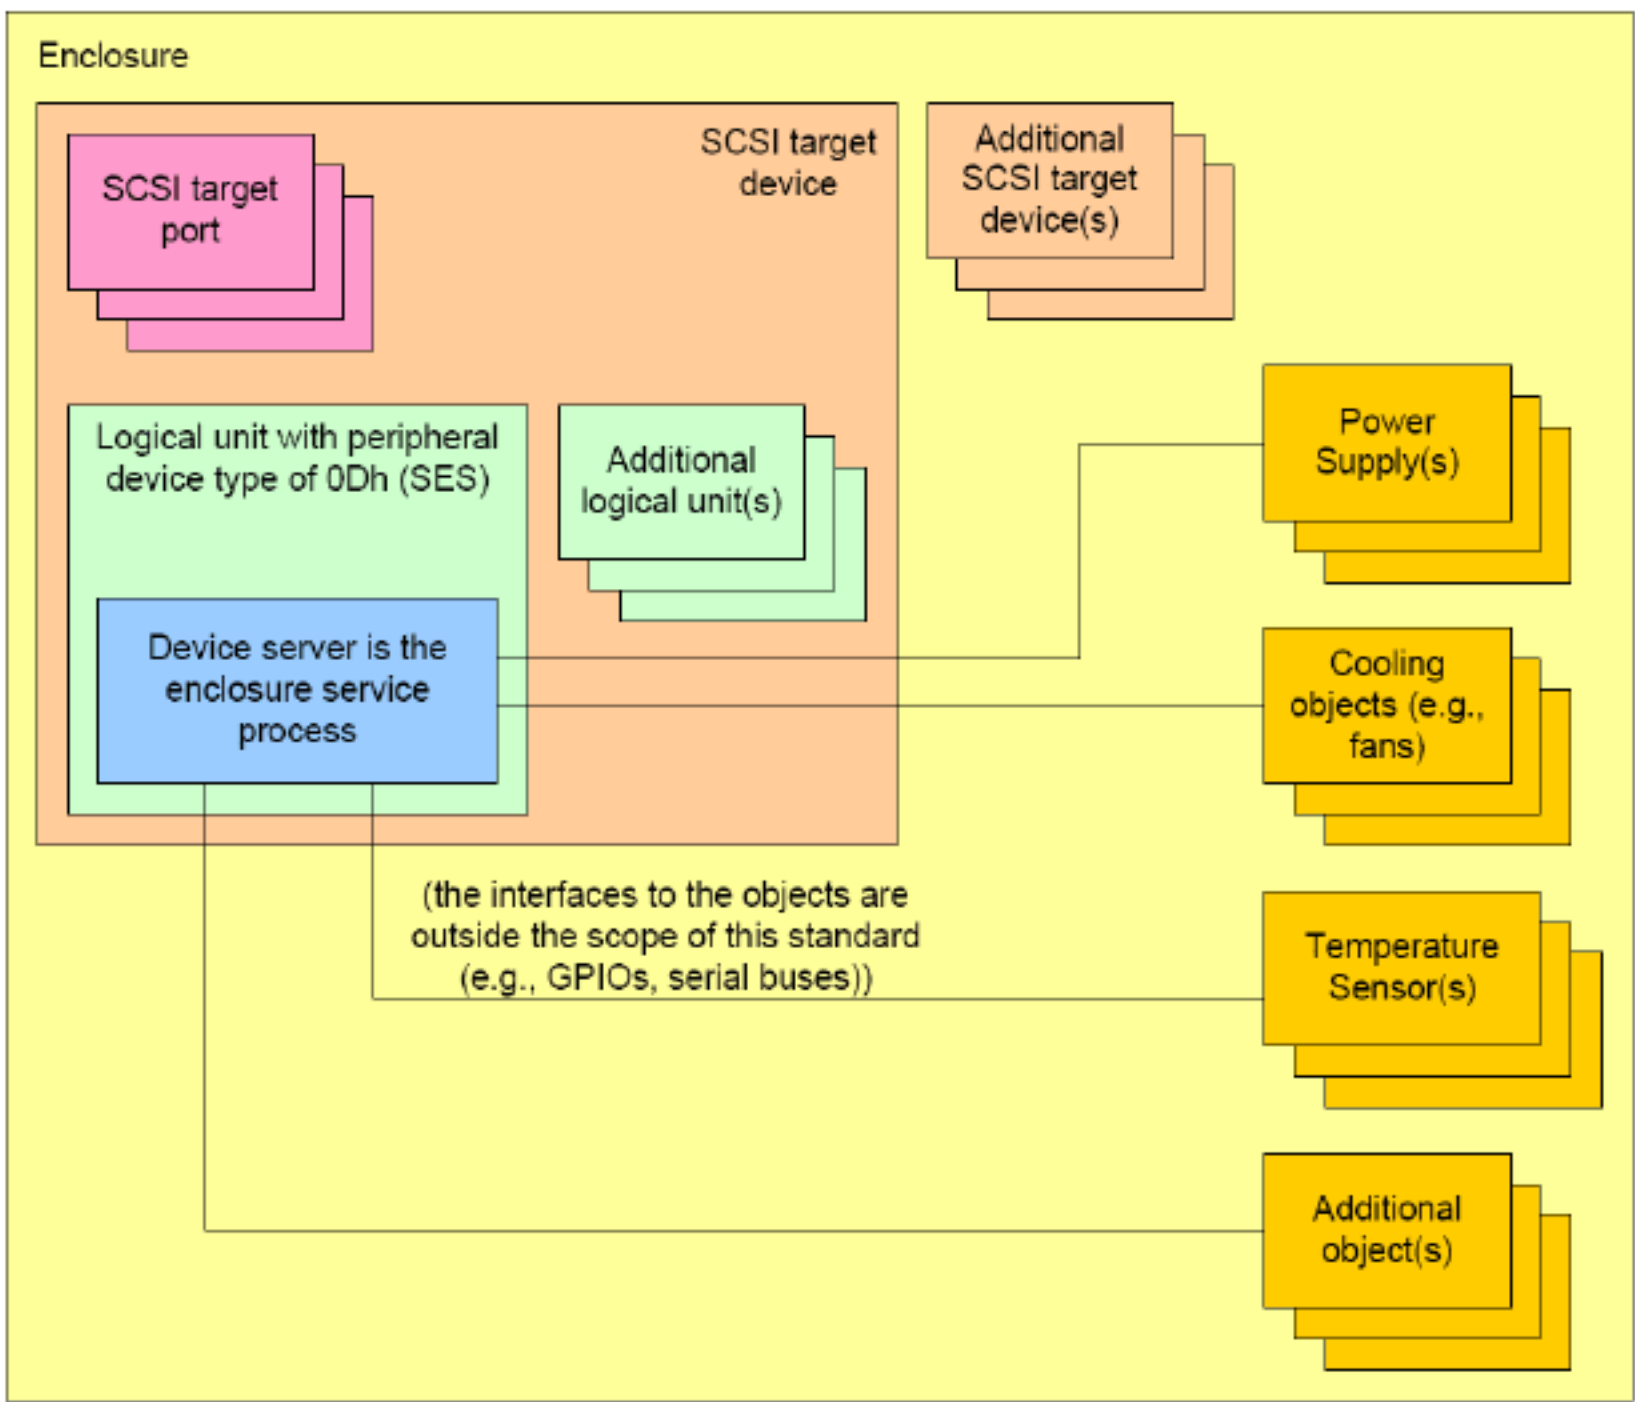 Enclosure
SCSI target
device
SCSI target
port
Additional
SCSI target
device(s)
Logical unit with peripheral
device type of 0Dh (SES)
Additional
logical unit(s)
Device server is the
enclosure service
process
Power
Supply(s)
Cooling
objects (e.g.,
fans)
(the interfaces to the objects are
outside the scope of this standard
(e.g., GPIOs, serial buses))
Temperature
Sensor(s)
Additional
object(s)